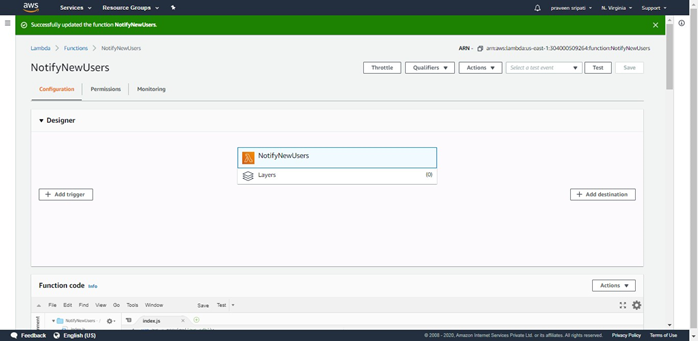 aws Services Resource Groups praveen sripati N. Virginia Support
Successfully updated the function NotifyNewUsers.
Lambda > Functions > NotifyNewUsers ARN - arn:aws:lambda:us-east-1:304000509264:function:NotifyNewUsers
NotifyNewUsers Throttle Qualifiers Actions Select a test event Test Save
Configuration Permissions Monitoring
Designer
NotifyNewUsers
Layers (0)
+ Add trigger + Add destination
Function code Info Actions
File Edit Find View Go Tools Window Save Test
NotifyNewUsers index.js
Feedback English (US) © 2008 - 2020, Amazon Internet Services Private Ltd. or its affiliates. All rights reserved. Privacy Policy Terms of Use